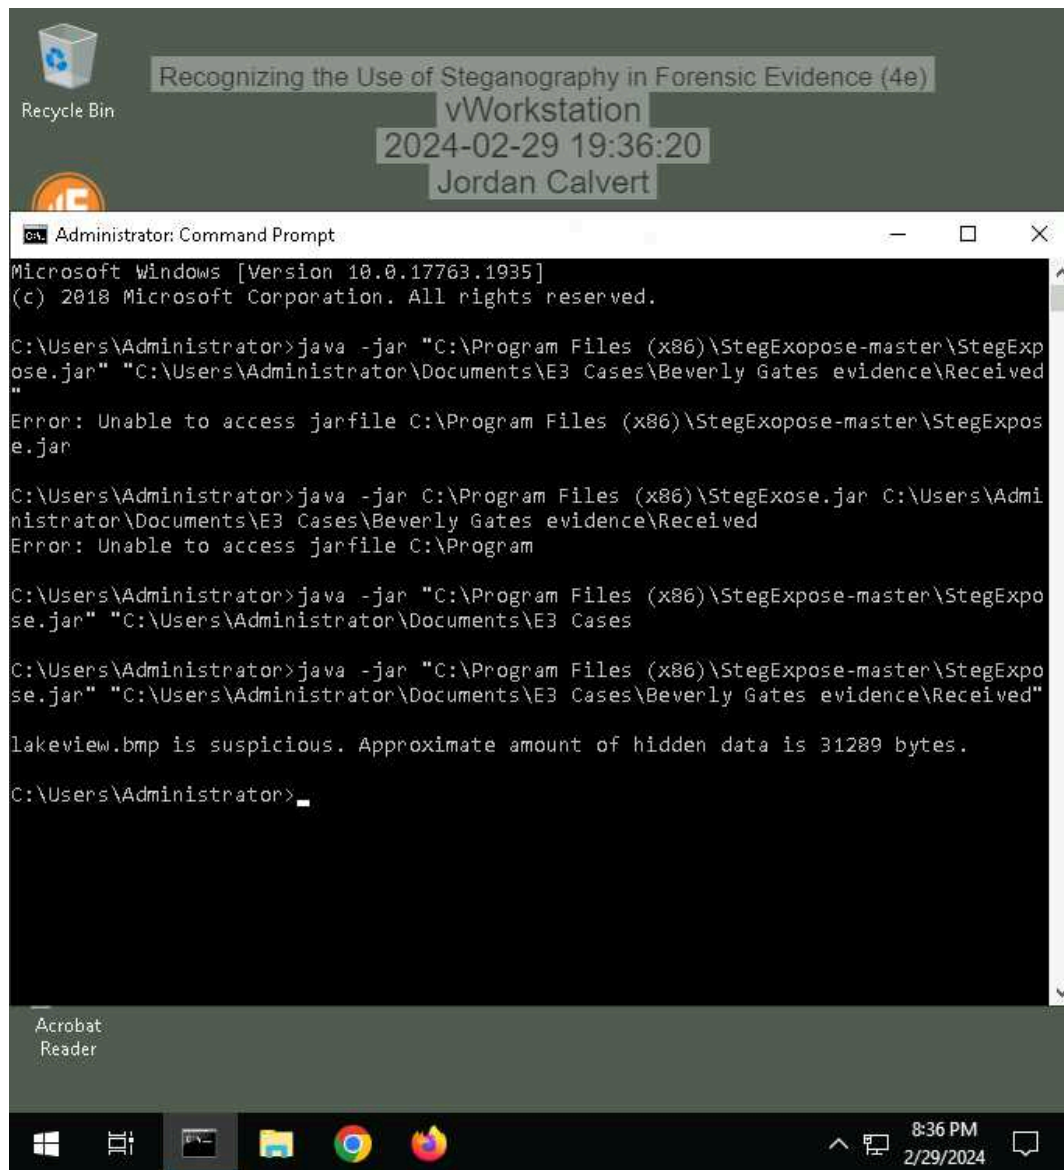 Recycle Bin
Recognizing the Use of Steganography in Forensic Evidence (4e)
vWorkstation
2024-02-29 19:36:20
Jordan Calvert
Administrator: Command Prompt
Microsoft Windows [Version 10.0.17763.1935]
(c) 2018 Microsoft Corporation. All rights reserved.
C:\Users\Administrator>java -jar "C:\Program Files (x86)\StegExopose-master\StegExp
ose.jar" "C:\Users\Administrator\Documents\E3 Cases\Beverly Gates evidence\Received
"
Error: Unable to access jarfile C:\Program Files (x86)\StegExopose-master\StegExpos
e.jar
C:\Users\Administrator>java -jar C:\Program Files (x86)\StegExose.jar C:\Users\Admi
nistrator\Documents\E3 Cases\Beverly Gates evidence\Received
Error: Unable to access jarfile C:\Program
C:\Users\Administrator>java -jar "C:\Program Files (x86)\StegExpose-master\StegExpo
se.jar" "C:\Users\Administrator\Documents\E3 Cases
C:\Users\Administrator>java -jar "C:\Program Files (x86)\StegExpose-master\StegExpo
se.jar" "C:\Users\Administrator\Documents\E3 Cases\Beverly Gates evidence\Received"
lakeview.bmp is suspicious. Approximate amount of hidden data is 31289 bytes.
C:\Users\Administrator>
Acrobat
Reader
8:36 PM
2/29/2024